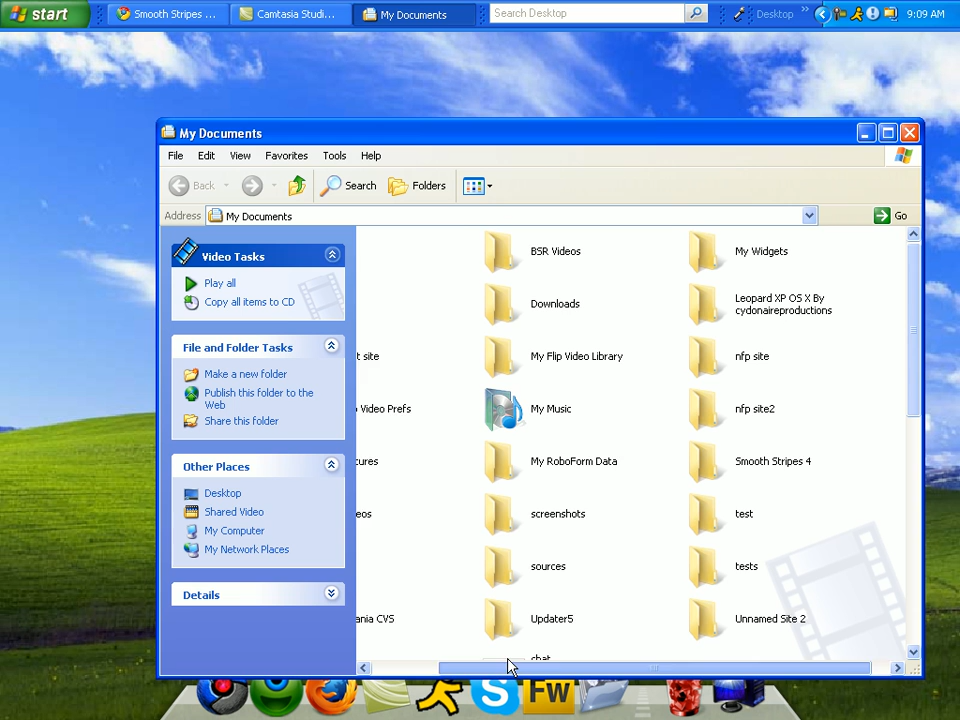 start
Smooth Stripes ...
Camtasia Studi...
My Documents
Search Desktop
Desktop
9:09 AM
My Documents
File Edit View Favorites Tools Help
Back
Search
Folders
Address
My Documents
Go
Video Tasks
Play all
Copy all items to CD
File and Folder Tasks
Make a new folder
Publish this folder to the
Web
Share this folder
Other Places
Desktop
Shared Video
My Computer
My Network Places
Details
t site
Video Prefs
tures
eos
ania CVS
BSR Videos
Downloads
My Flip Video Library
My Music
My RoboForm Data
screenshots
sources
Updater5
chat
My Widgets
Leopard XP OS X By
cydonaireproductions
nfp site
nfp site2
Smooth Stripes 4
test
tests
Unnamed Site 2
S
Fw